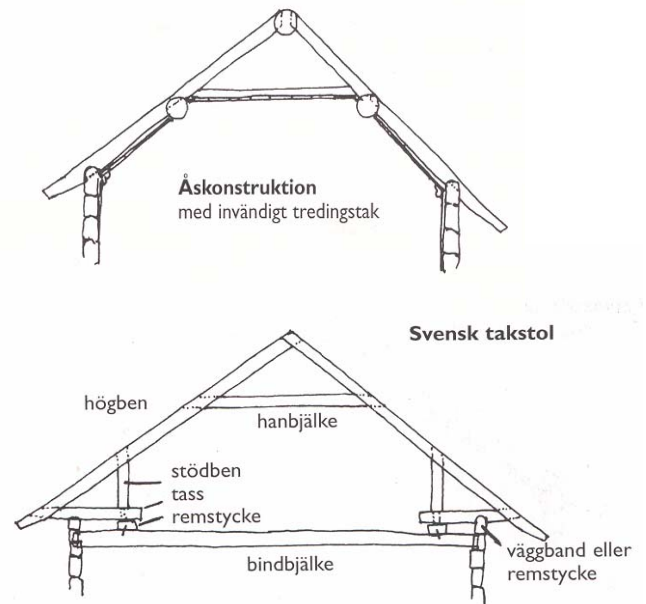 Åskonstruktion
med invändigt tredingstak
Svensk takstol
högben
hanbjälke
stödben
tass
remstycke
bindbjälke
väggband eller
remstycke